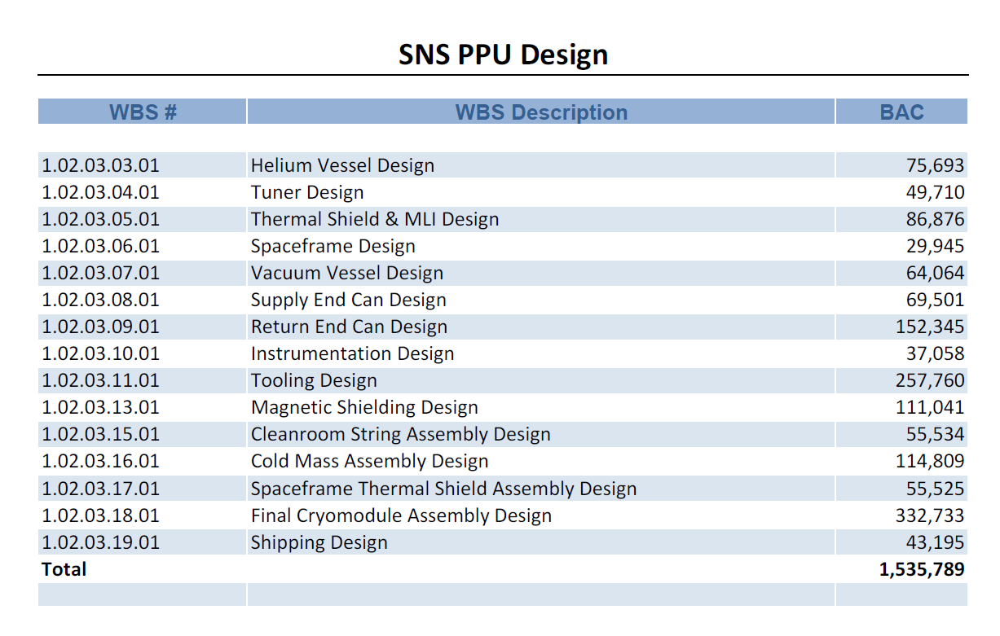 SNS PPU Design
WBS # WBS Description BAC
1.02.03.03.01 Helium Vessel Design 75,693
1.02.03.04.01 Tuner Design 49,710
1.02.03.05.01 Thermal Shield & MLI Design 86,876
1.02.03.06.01 Spaceframe Design 29,945
1.02.03.07.01 Vacuum Vessel Design 64,064
1.02.03.08.01 Supply End Can Design 69,501
1.02.03.09.01 Return End Can Design 152,345
1.02.03.10.01 Instrumentation Design 37,058
1.02.03.11.01 Tooling Design 257,760
1.02.03.13.01 Magnetic Shielding Design 111,041
1.02.03.15.01 Cleanroom String Assembly Design 55,534
1.02.03.16.01 Cold Mass Assembly Design 114,809
1.02.03.17.01 Spaceframe Thermal Shield Assembly Design 55,525
1.02.03.18.01 Final Cryomodule Assembly Design 332,733
1.02.03.19.01 Shipping Design 43,195
Total 1,535,789